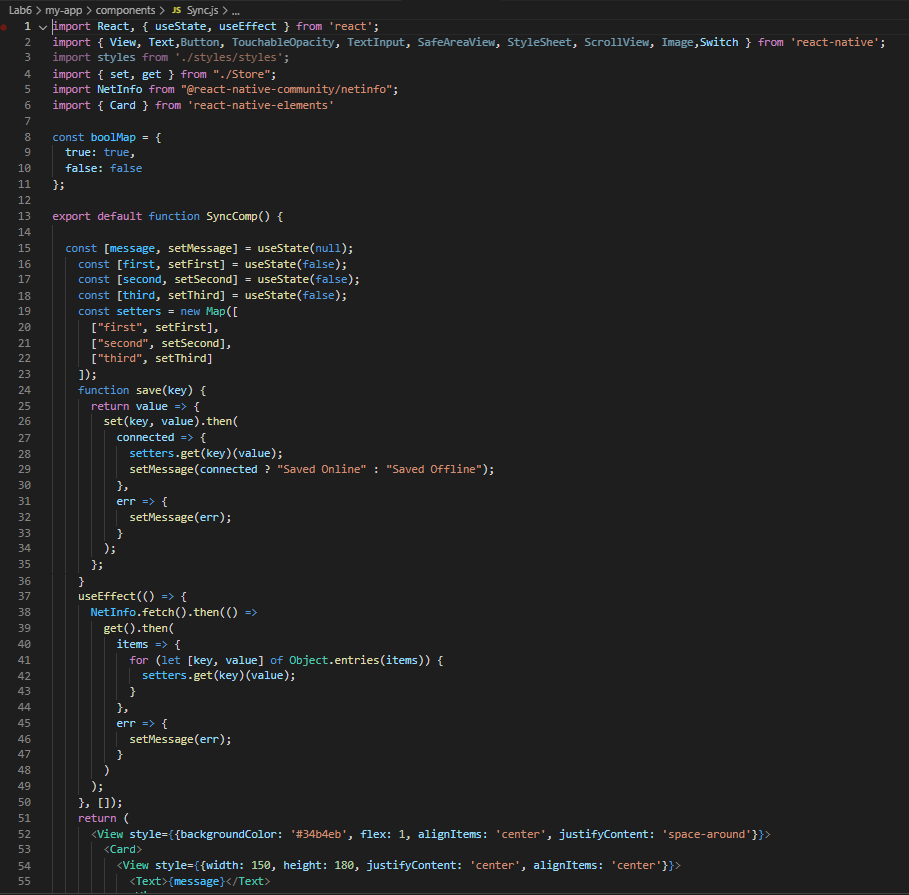 Lab6 > my-app > components > JS Sync.js > ...
1 import React, { useState, useEffect } from 'react';
2 import { View, Text,Button, TouchableOpacity, TextInput, SafeAreaView, StyleSheet, ScrollView, Image,Switch } from 'react-native';
3 import styles from './styles/styles';
4 import { set, get } from "./Store";
5 import NetInfo from "@react-native-community/netinfo";
6 import { Card } from 'react-native-elements'
7
8 const boolMap = {
9   true: true,
10   false: false
11 };
12
13 export default function SyncComp() {
14
15   const [message, setMessage] = useState(null);
16     const [first, setFirst] = useState(false);
17     const [second, setSecond] = useState(false);
18     const [third, setThird] = useState(false);
19     const setters = new Map([
20       ["first", setFirst],
21       ["second", setSecond],
22       ["third", setThird]
23     ]);
24     function save(key) {
25       return value => {
26         set(key, value).then(
27           connected => {
28             setters.get(key)(value);
29             setMessage(connected ? "Saved Online" : "Saved Offline");
30           },
31           err => {
32             setMessage(err);
33           }
34         );
35       };
36     }
37     useEffect(() => {
38       NetInfo.fetch().then(() =>
39         get().then(
40           items => {
41             for (let [key, value] of Object.entries(items)) {
42               setters.get(key)(value);
43             }
44           },
45           err => {
46             setMessage(err);
47           }
48         )
49       );
50     }, []);
51     return (
52       <View style={{backgroundColor: '#34b4eb', flex: 1, alignItems: 'center', justifyContent: 'space-around'}}>
53         <Card>
54           <View style={{width: 150, height: 180, justifyContent: 'center', alignItems: 'center'}}>
55             <Text>{message}</Text>